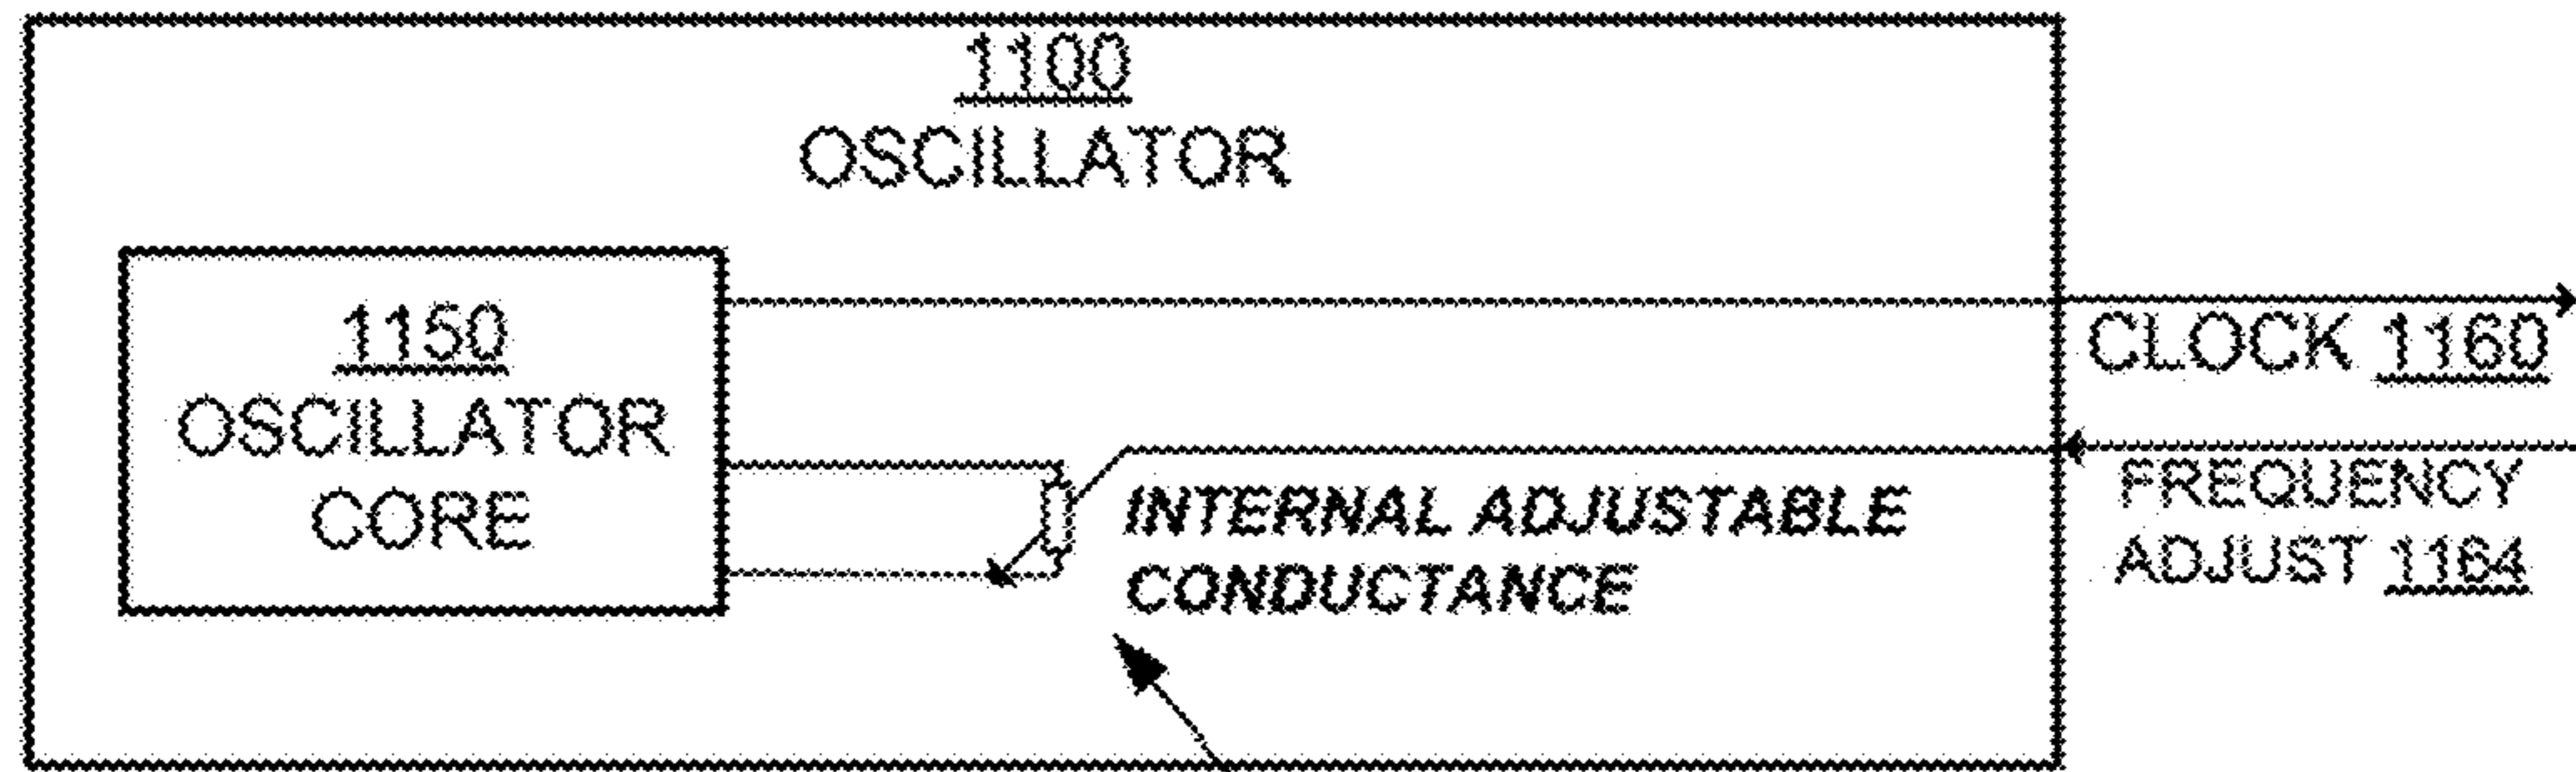 1100
OSCILLATOR
1150
OSCILLATOR
CORE
CLOCK 1160
FREQUENCY
ADJUST 1164
INTERNAL ADJUSTABLE
CONDUCTANCE